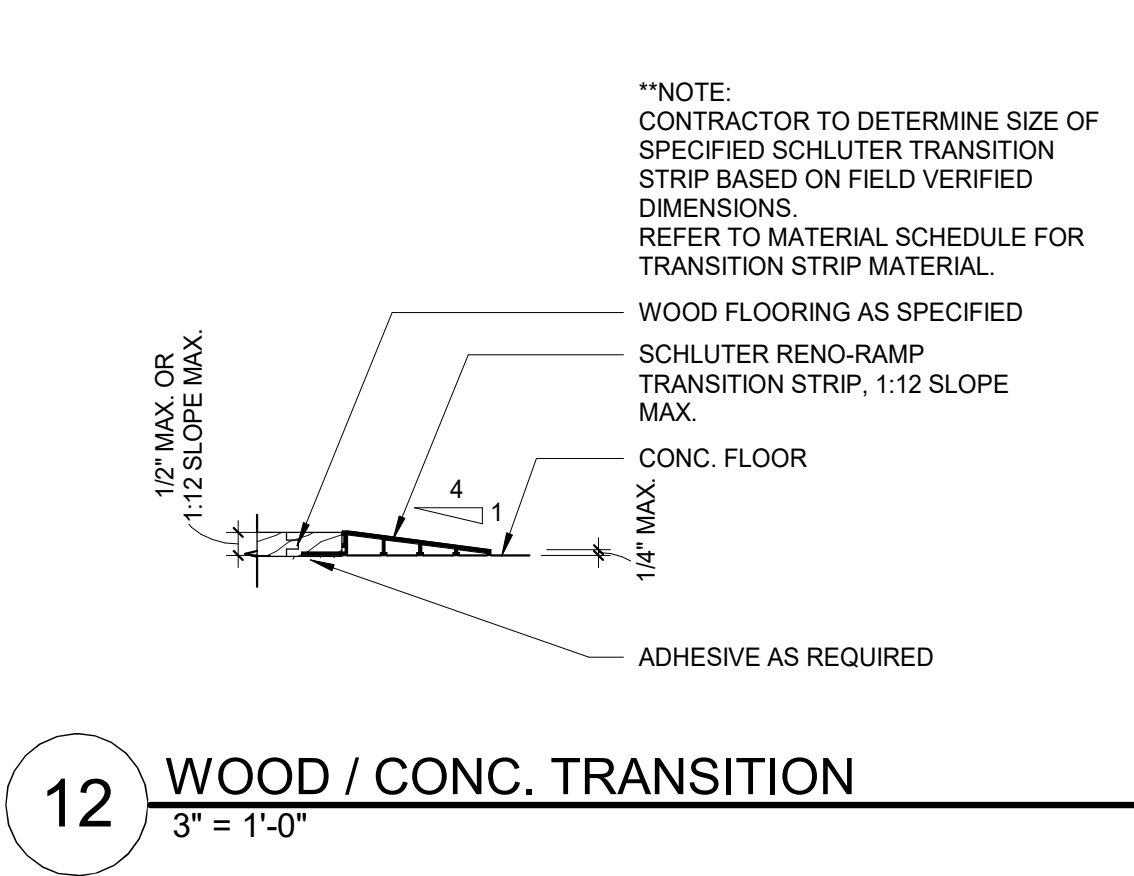 **NOTE:
CONTRACTOR TO DETERMINE SIZE OF
SPECIFIED SCHLUTER TRANSITION
STRIP BASED ON FIELD VERIFIED
DIMENSIONS.
REFER TO MATERIAL SCHEDULE FOR
TRANSITION STRIP MATERIAL.
WOOD FLOORING AS SPECIFIED
SCHLUTER RENO-RAMP
TRANSITION STRIP, 1:12 SLOPE
MAX.
CONC. FLOOR
1/2" MAX. OR
1:12 SLOPE MAX.
4
1
1/4" MAX.
ADHESIVE AS REQUIRED
12
WOOD / CONC. TRANSITION
3" = 1'-0"